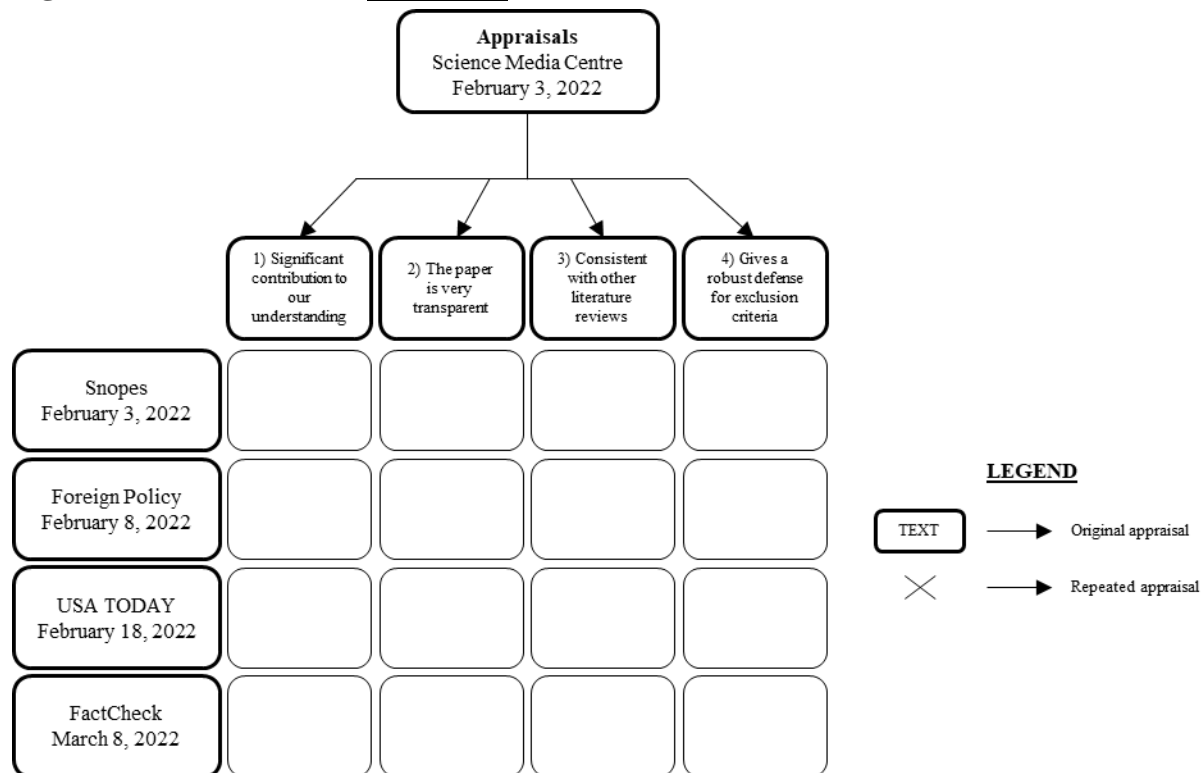 Appraisals
Science Media Centre
February 3, 2022
1) Significant
contribution to
our
understanding
2) The paper
is very
transparent
3) Consistent
with other
literature
reviews
4) Gives a
robust defense
for exclusion
criteria
Snopes
February 3, 2022
Foreign Policy
February 8, 2022
USA TODAY
February 18, 2022
FactCheck
March 8, 2022
LEGEND
TEXT
Original appraisal
Repeated appraisal